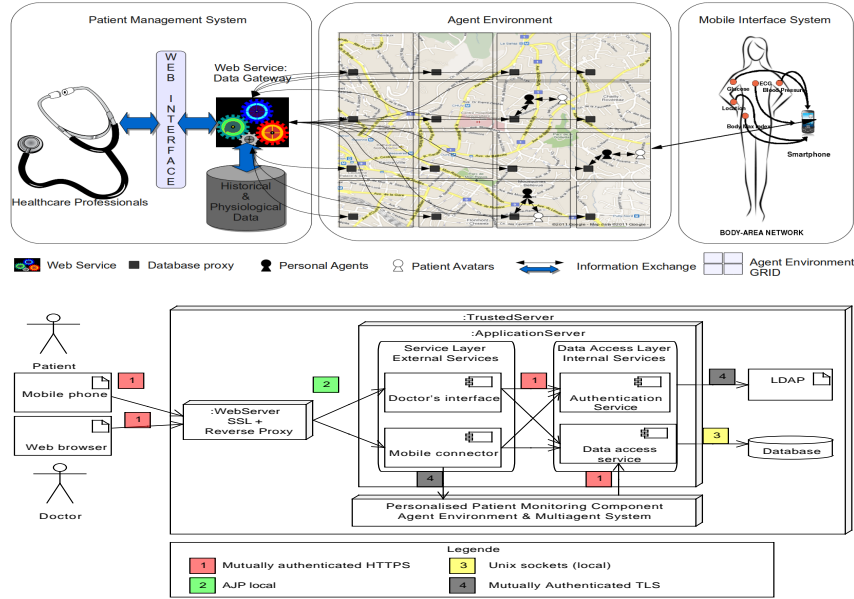 Patient Management System
Agent Environment
Mobile Interface System
WEB INTERFACE
Web Service:
Data Gateway
Healthcare Professionals
Historical
&
Physiological
Data
Glucose
ECG
Blood Pressure
Location
Body Max index
Smartphone
BODY-AREA NETWORK
Web Service
Database proxy
Personal Agents
Patient Avatars
Information Exchange
Agent Environment
GRID
:TrustedServer
:ApplicationServer
Patient
Mobile phone
1
Web browser
1
Doctor
:WebServer
SSL +
Reverse Proxy
2
Service Layer
External Services
Doctor's interface
Mobile connector
1
Data Access Layer
Internal Services
Authentication
Service
Data access
service
4
LDAP
3
Database
4
1
Personalised Patient Monitoring Component
Agent Environment & Multiagent System
Legende
1 Mutually authenticated HTTPS
2 AJP local
3 Unix sockets (local)
4 Mutually Authenticated TLS